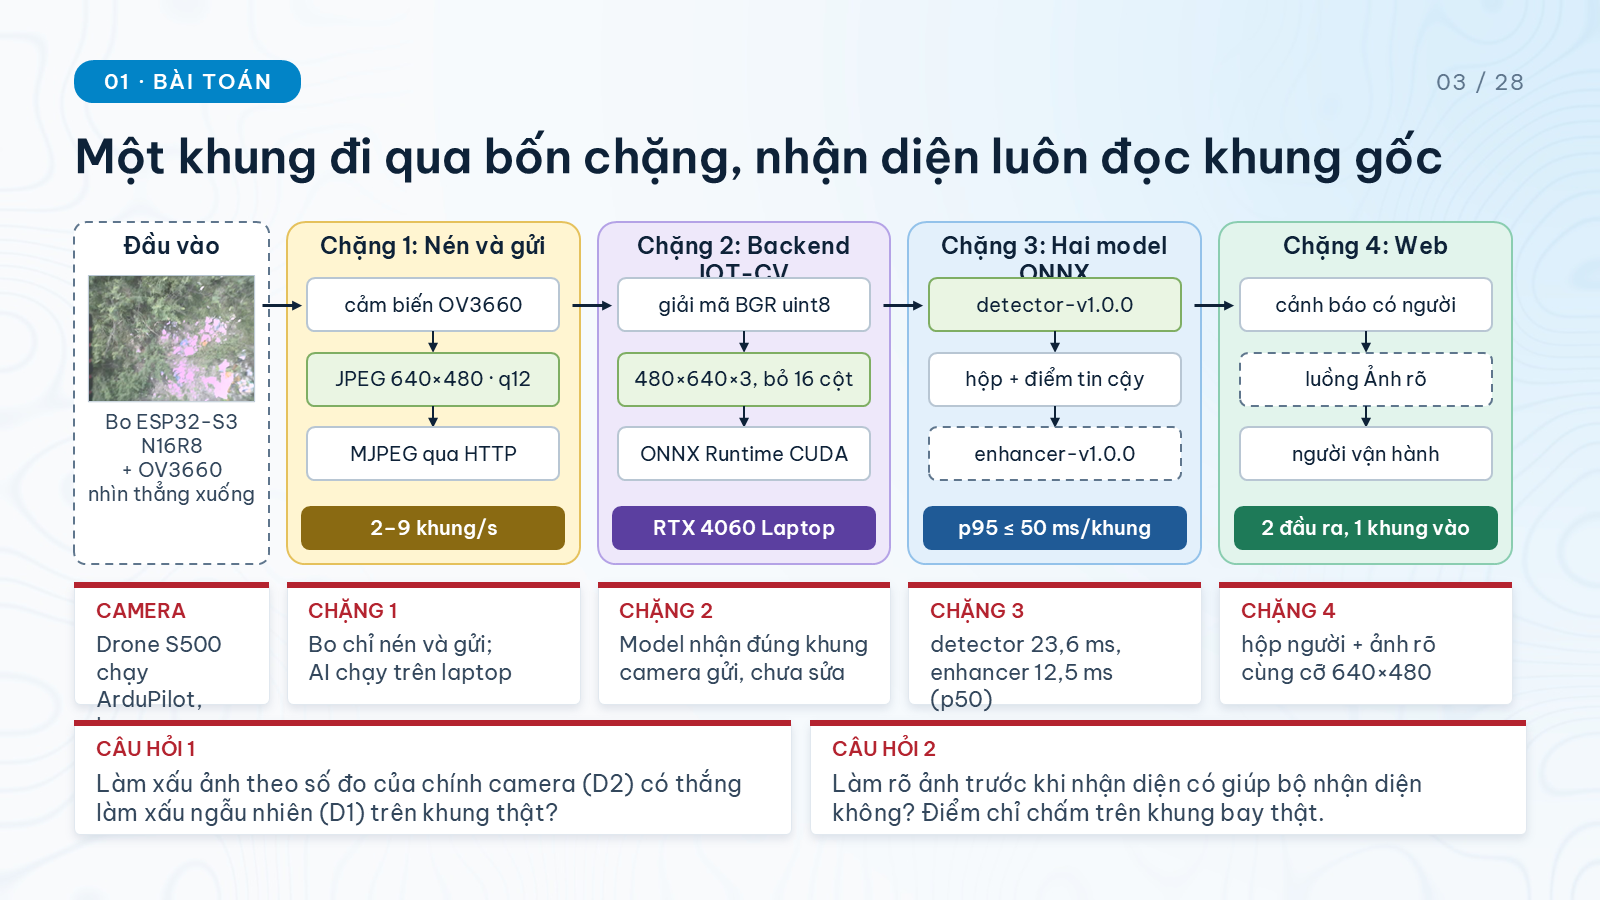 01 · BÀI TOÁN
03 / 28
Một khung đi qua bốn chặng, nhận diện luôn đọc khung gốc
Đầu vào
Bo ESP32-S3
N16R8
+ OV3660
nhìn thẳng xuống
Chặng 1: Nén và gửi
cảm biến OV3660
JPEG 640×480 · q12
MJPEG qua HTTP
2–9 khung/s
Chặng 2: Backend
IOT-CV
giải mã BGR uint8
480×640×3, bỏ 16 cột
ONNX Runtime CUDA
RTX 4060 Laptop
Chặng 3: Hai model
ONNX
detector-v1.0.0
hộp + điểm tin cậy
enhancer-v1.0.0
p95 ≤ 50 ms/khung
Chặng 4: Web
cảnh báo có người
luồng Ảnh rõ
người vận hành
2 đầu ra, 1 khung vào
CAMERA
Drone S500
chạy
ArduPilot,
CHẶNG 1
Bo chỉ nén và gửi;
AI chạy trên laptop
CHẶNG 2
Model nhận đúng khung
camera gửi, chưa sửa
CHẶNG 3
detector 23,6 ms,
enhancer 12,5 ms
(p50)
CHẶNG 4
hộp người + ảnh rõ
cùng cỡ 640×480
CÂU HỎI 1
Làm xấu ảnh theo số đo của chính camera (D2) có thắng
làm xấu ngẫu nhiên (D1) trên khung thật?
CÂU HỎI 2
Làm rõ ảnh trước khi nhận diện có giúp bộ nhận diện
không? Điểm chỉ chấm trên khung bay thật.